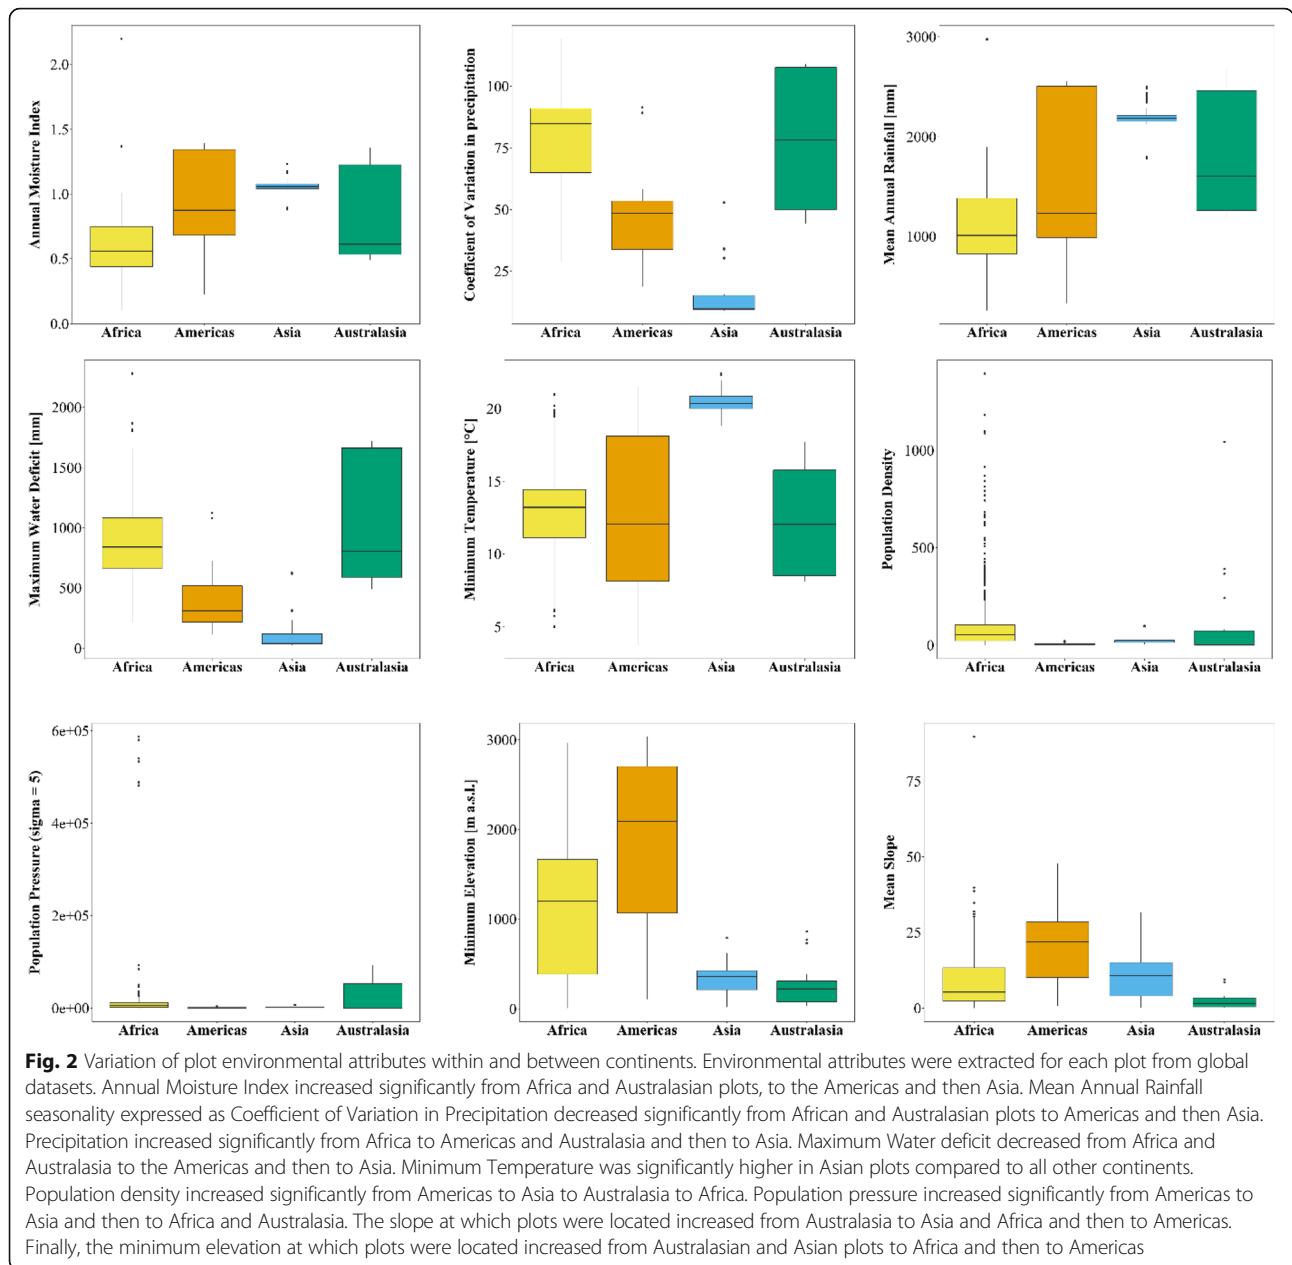 Annual Moisture Index
2.0
1.5
1.0
0.5
0.0
Africa Americas Asia Australasia
Coefficient of Variation in precipitation
100
75
50
25
Africa Americas Asia Australasia
Mean Annual Rainfall [mm]
3000
2000
1000
Africa Americas Asia Australasia
Maximum Water Deficit [mm]
2000
1500
1000
500
0
Africa Americas Asia Australasia
Minimum Temperature [°C]
20
15
10
5
Africa Americas Asia Australasia
Population Density
1000
500
0
Africa Americas Asia Australasia
Population Pressure (sigma = 5)
6e+05
4e+05
2e+05
0e+00
Africa Americas Asia Australasia
Minimum Elevation [m a.s.l.]
3000
2000
1000
0
Africa Americas Asia Australasia
Mean Slope
75
50
25
0
Africa Americas Asia Australasia
Fig. 2 Variation of plot environmental attributes within and between continents. Environmental attributes were extracted for each plot from global
datasets. Annual Moisture Index increased significantly from Africa and Australasian plots, to the Americas and then Asia. Mean Annual Rainfall
seasonality expressed as Coefficient of Variation in Precipitation decreased significantly from African and Australasian plots to Americas and then Asia.
Precipitation increased significantly from Africa to Americas and Australasia and then to Asia. Maximum Water deficit decreased from Africa and
Australasia to the Americas and then to Asia. Minimum Temperature was significantly higher in Asian plots compared to all other continents.
Population density increased significantly from Americas to Asia to Australasia to Africa. Population pressure increased significantly from Americas to
Asia and then to Africa and Australasia. The slope at which plots were located increased from Australasia to Asia and Africa and then to Americas.
Finally, the minimum elevation at which plots were located increased from Australasian and Asian plots to Africa and then to Americas